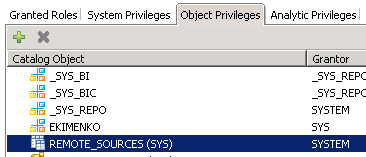 Granted Roles System Privileges Object Privileges Analytic Privileges
Catalog Object Grantor
_SYS_BI _SYS_REPO
_SYS_BIC _SYS_REPO
_SYS_REPO SYSTEM
EKIMENKO SYS
REMOTE_SOURCES (SYS) SYSTEM